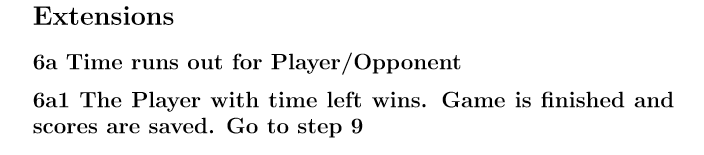 Extensions
6a Time runs out for Player/Opponent
6a1 The Player with time left wins. Game is finished and
scores are saved. Go to step 9